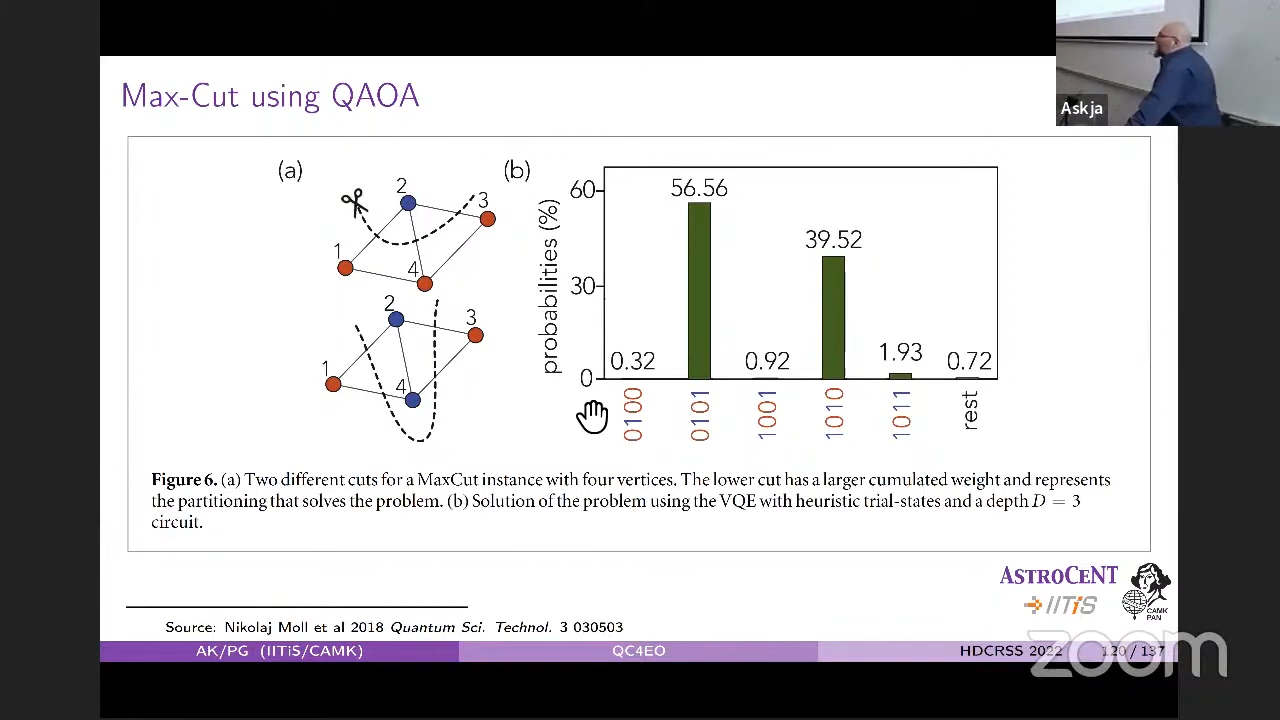 Askja
Max-Cut using QAOA
(a)
2
3
1
4
2
3
1
4
(b)
probabilities (%)
60
30
0
0.32
56.56
0.92
39.52
1.93
0.72
0100
0101
1001
1010
1011
rest
Figure 6. (a) Two different cuts for a MaxCut instance with four vertices. The lower cut has a larger cumulated weight and represents
the partitioning that solves the problem. (b) Solution of the problem using the VQE with heuristic trial-states and a depth D = 3
circuit.
ASTROCENT
IITiS
CAMK
PAN
Source: Nikolaj Moll et al 2018 Quantum Sci. Technol. 3 030503
AK/PG (IITiS/CAMK)
QC4EO
HDCRSS 2022
120 / 137
zoom